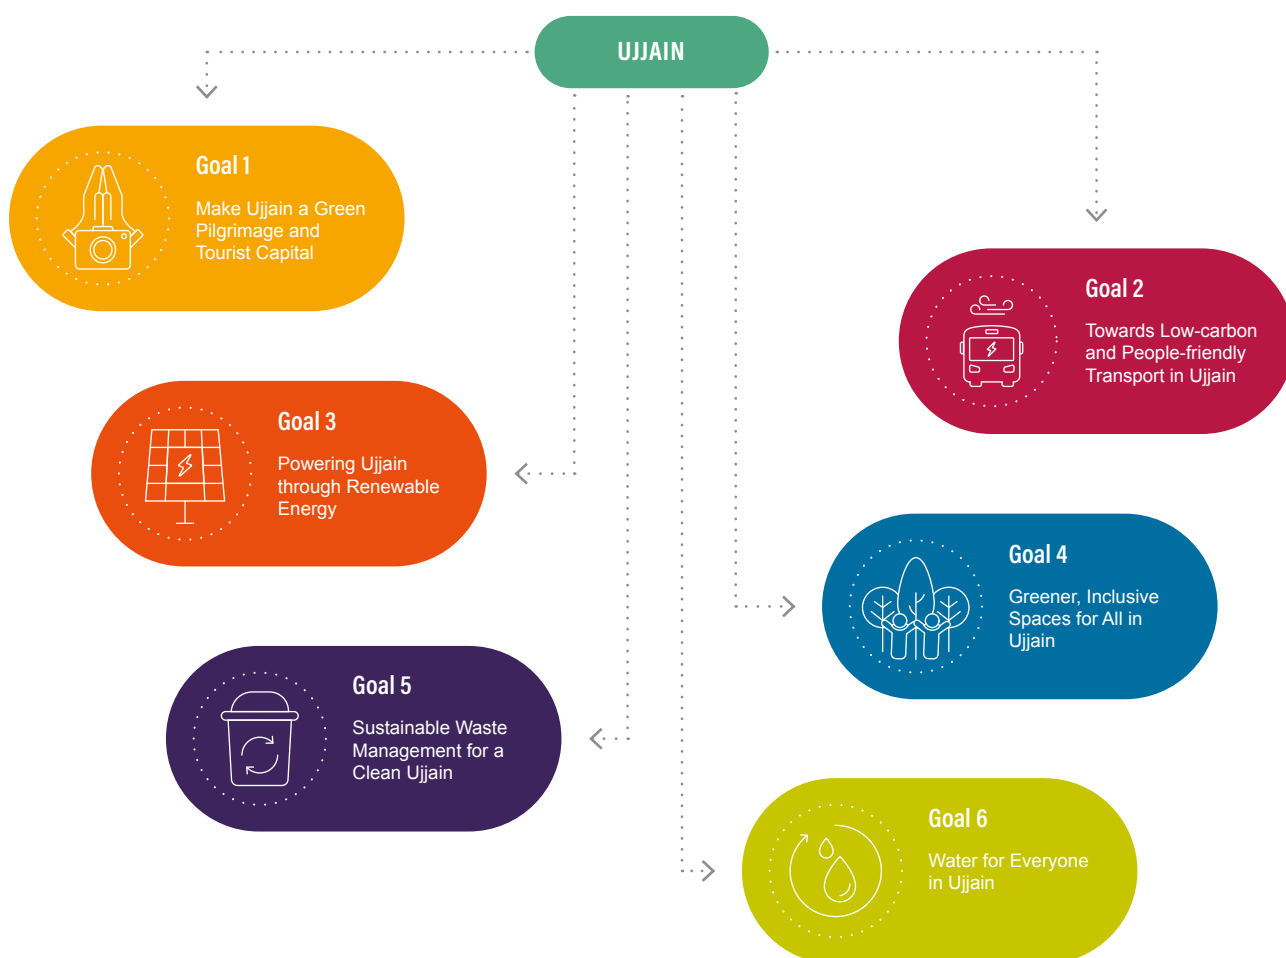 UJJAIN
Goal 1
Make Ujjain a Green
Pilgrimage and
Tourist Capital
Goal 2
Towards Low-carbon
and People-friendly
Transport in Ujjain
Goal 3
Powering Ujjain
through Renewable
Energy
Goal 4
Greener, Inclusive
Spaces for All in
Ujjain
Goal 5
Sustainable Waste
Management for a
Clean Ujjain
Goal 6
Water for Everyone
in Ujjain